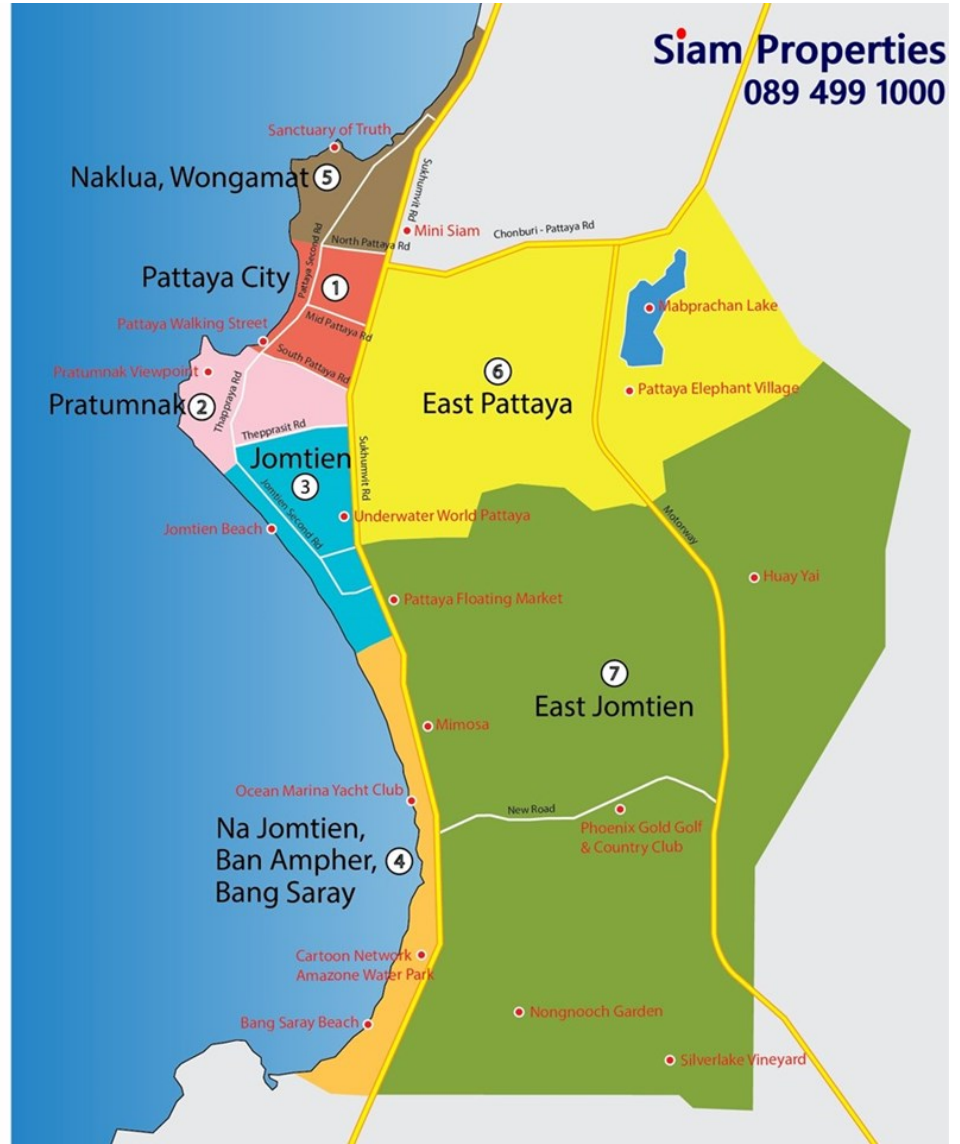 Siam Properties
089 499 1000
Sanctuary of Truth
Naklua, Wongamat 5
Sukhumvit Rd
Mini Siam
Chonburi - Pattaya Rd
North Pattaya Rd
Pattaya Second Rd
Pattaya City
1
Mabprachan Lake
Pattaya Walking Street
Mid Pattaya Rd
South Pattaya Rd
Pratumnak Viewpoint
Pratumnak 2
Thappraya Rd
6
East Pattaya
Pattaya Elephant Village
Thepprasit Rd
Jomtien
3
Sukhumvit Rd
Jomtien Second Rd
Jomtien Beach
Underwater World Pattaya
Motorway
Huay Yai
Pattaya Floating Market
7
East Jomtien
Mimosa
Ocean Marina Yacht Club
New Road
Phoenix Gold Golf
& Country Club
Na Jomtien,
Ban Ampher, 4
Bang Saray
Cartoon Network
Amazone Water Park
Bang Saray Beach
Nongnooch Garden
Silverlake Vineyard